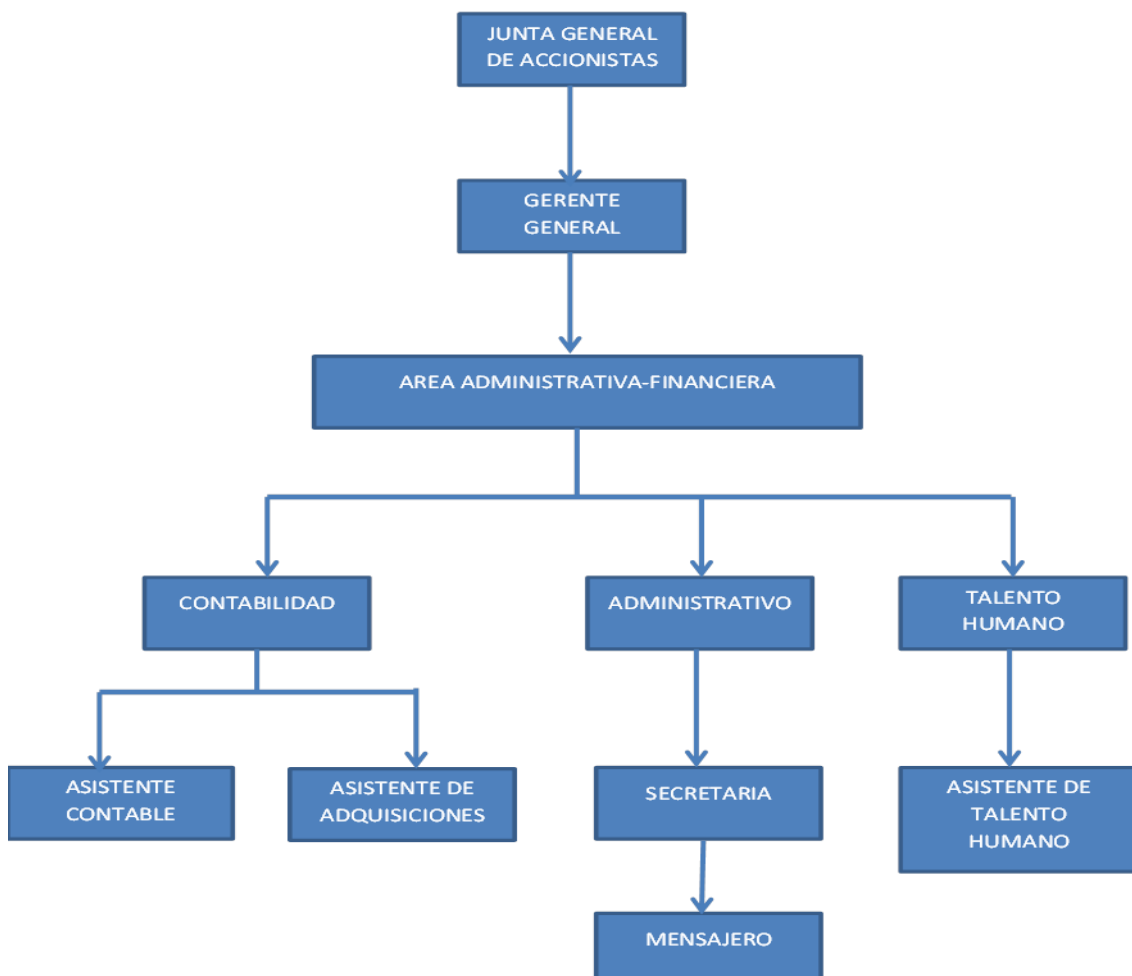 JUNTA GENERAL
DE ACCIONISTAS
GERENTE
GENERAL
AREA ADMINISTRATIVA-FINANCIERA
CONTABILIDAD
ADMINISTRATIVO
TALENTO
HUMANO
ASISTENTE
CONTABLE
ASISTENTE DE
ADQUISICIONES
SECRETARIA
ASISTENTE DE
TALENTO
HUMANO
MENSAJERO